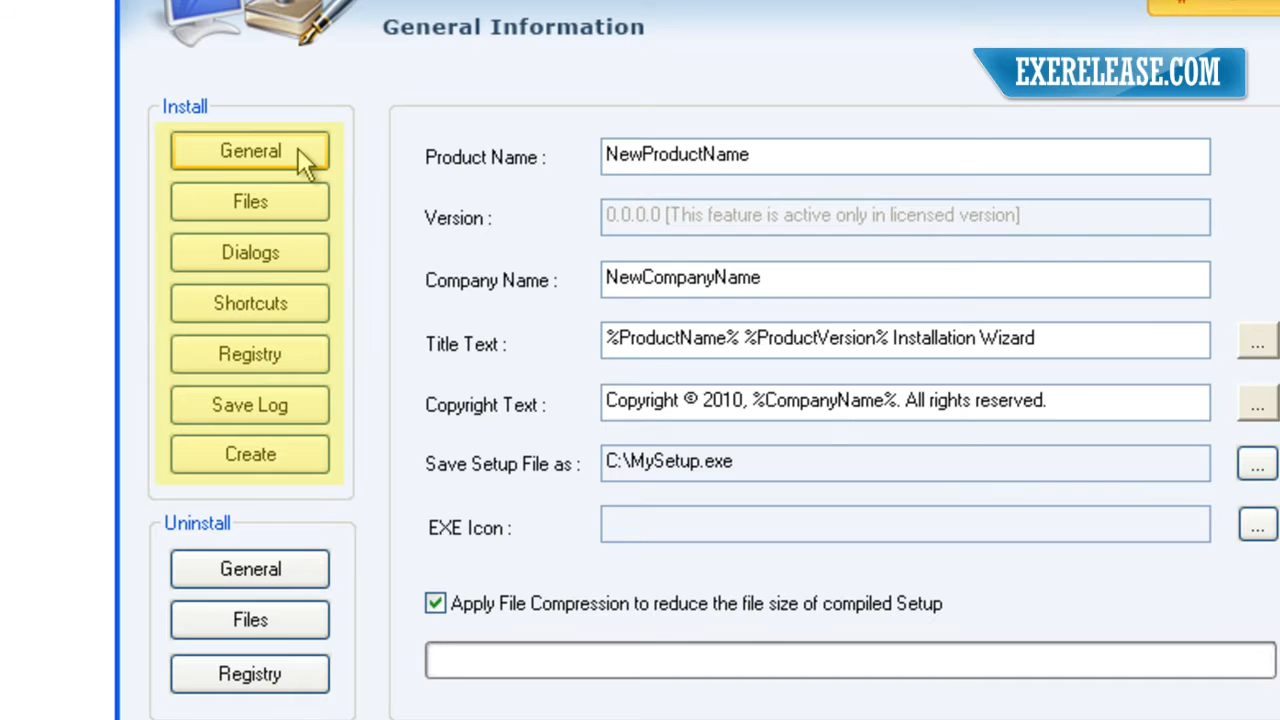 General Information
EXERELEASE.COM
Install
General
Files
Dialogs
Shortcuts
Registry
Save Log
Create
Uninstall
General
Files
Registry
Product Name : NewProductName
Version : 0.0.0.0 [This feature is active only in licensed version]
Company Name : NewCompanyName
Title Text : %ProductName% %ProductVersion% Installation Wizard ...
Copyright Text : Copyright © 2010, %CompanyName%. All rights reserved. ...
Save Setup File as : C:\MySetup.exe ...
EXE Icon : ...
Apply File Compression to reduce the file size of compiled Setup